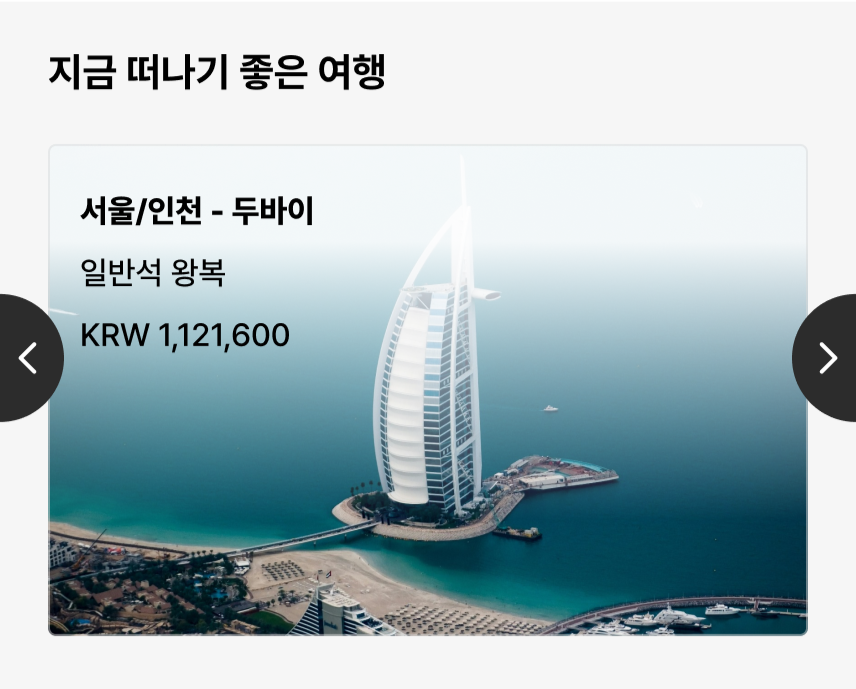 지금 떠나기 좋은 여행
서울/인천 - 두바이
일반석 왕복
KRW 1,121,600